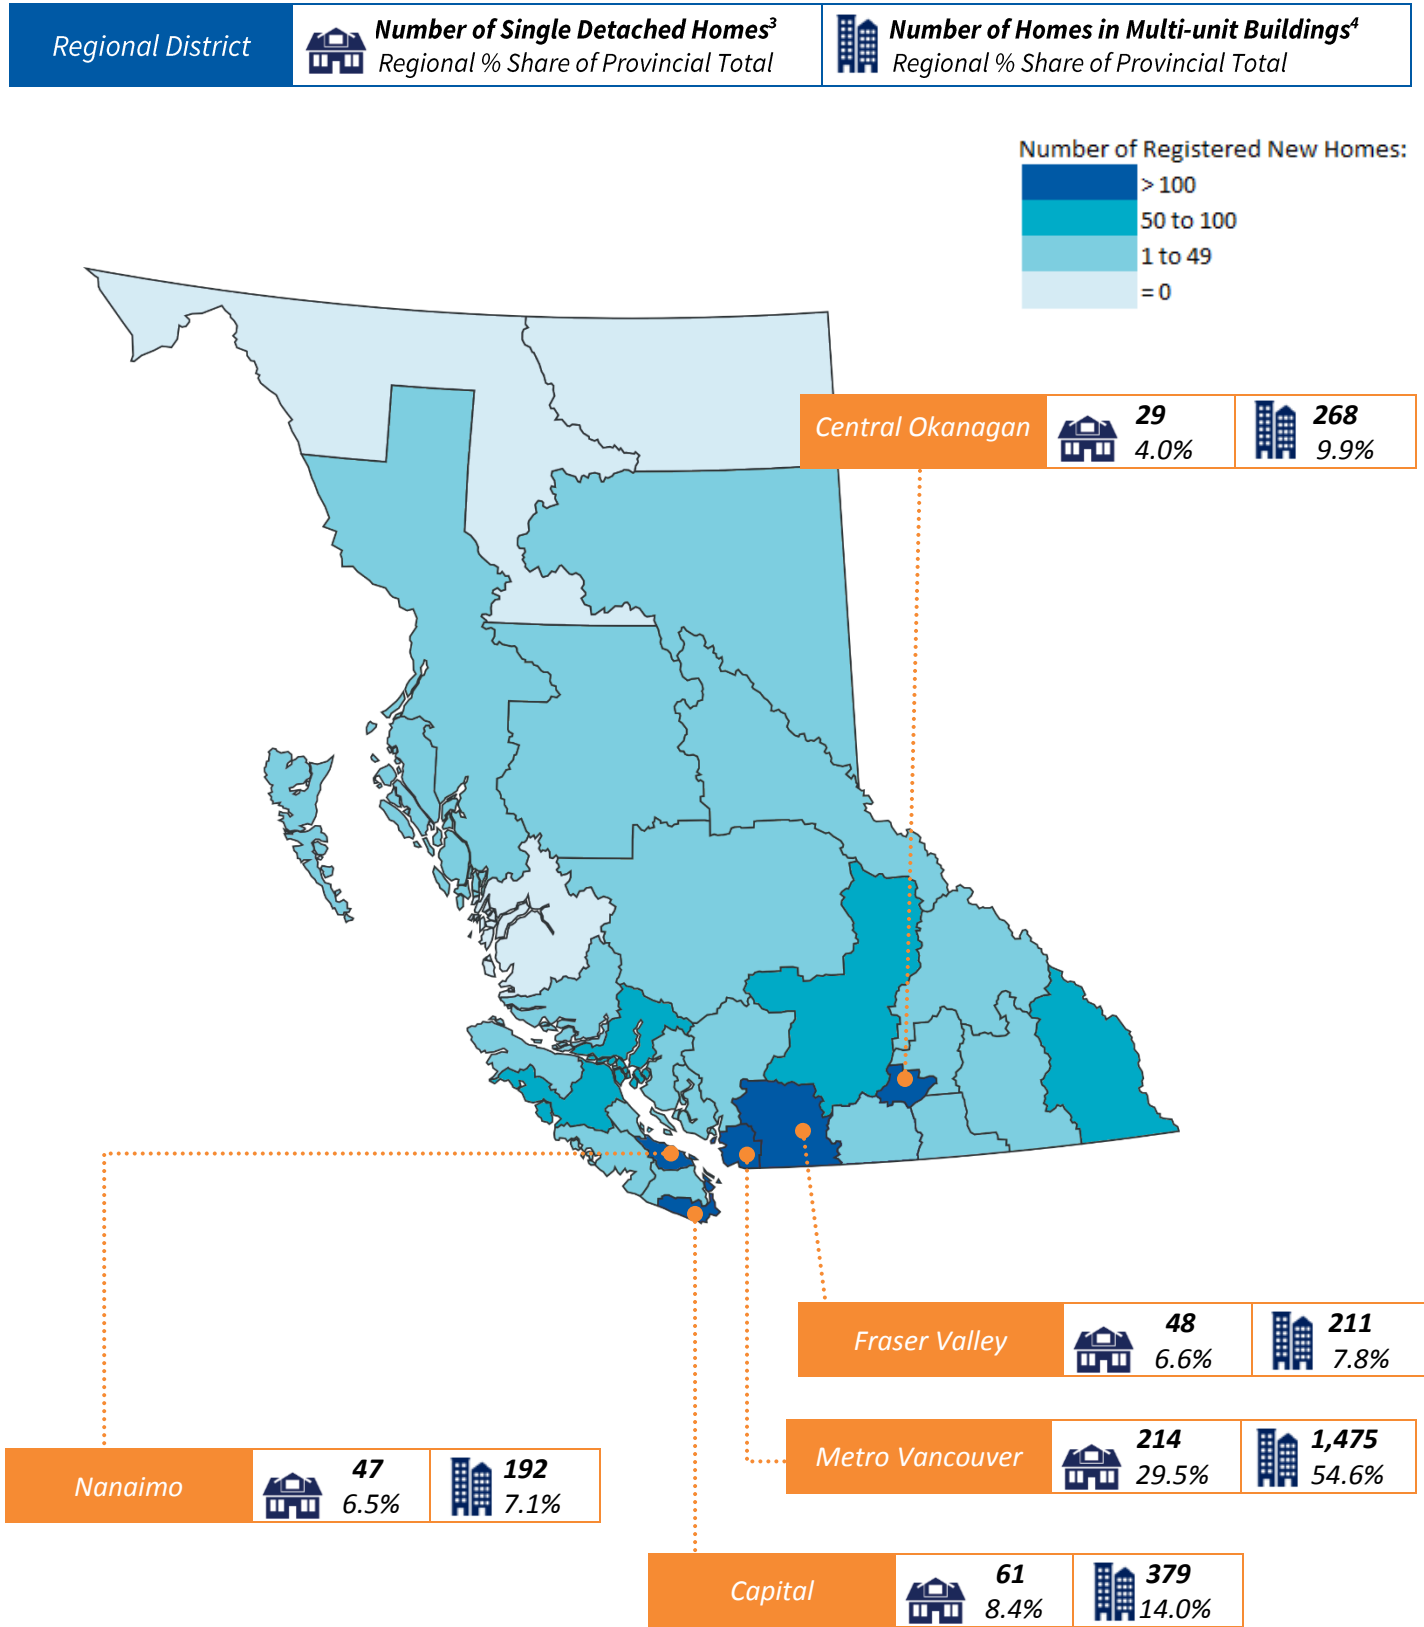 Regional District
Number of Single Detached Homes³
Regional % Share of Provincial Total
Number of Homes in Multi-unit Buildings⁴
Regional % Share of Provincial Total
Number of Registered New Homes:
> 100
50 to 100
1 to 49
= 0
Central Okanagan
29
4.0%
268
9.9%
Fraser Valley
48
6.6%
211
7.8%
Metro Vancouver
214
29.5%
1,475
54.6%
Nanaimo
47
6.5%
192
7.1%
Capital
61
8.4%
379
14.0%